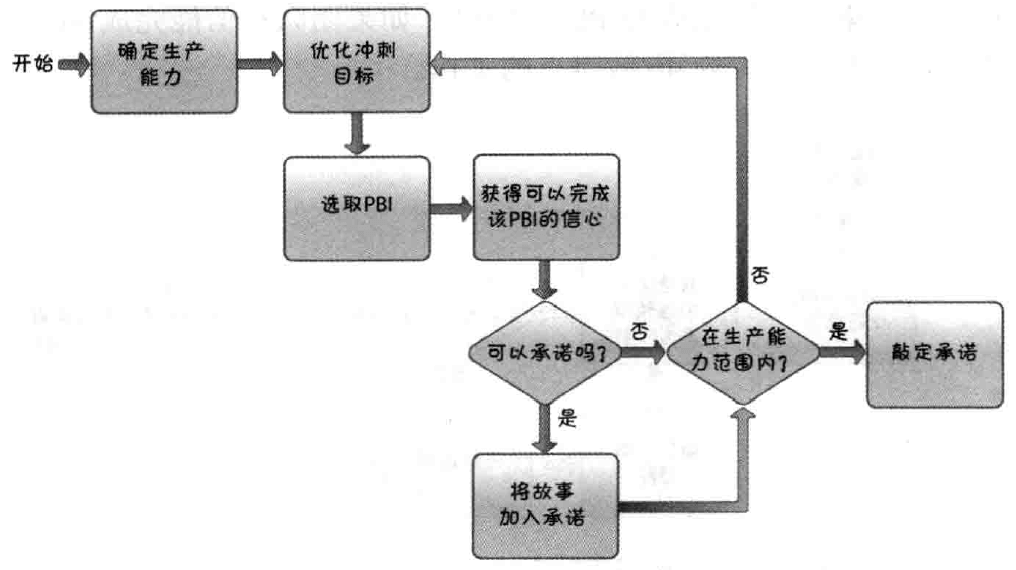 开始
确定生产
能力
优化冲刺
目标
选取PBI
获得可以完成
该PBI的信心
可以承诺吗?
否
是
将故事
加入承诺
在生产能
力范围内?
否
是
敲定承诺